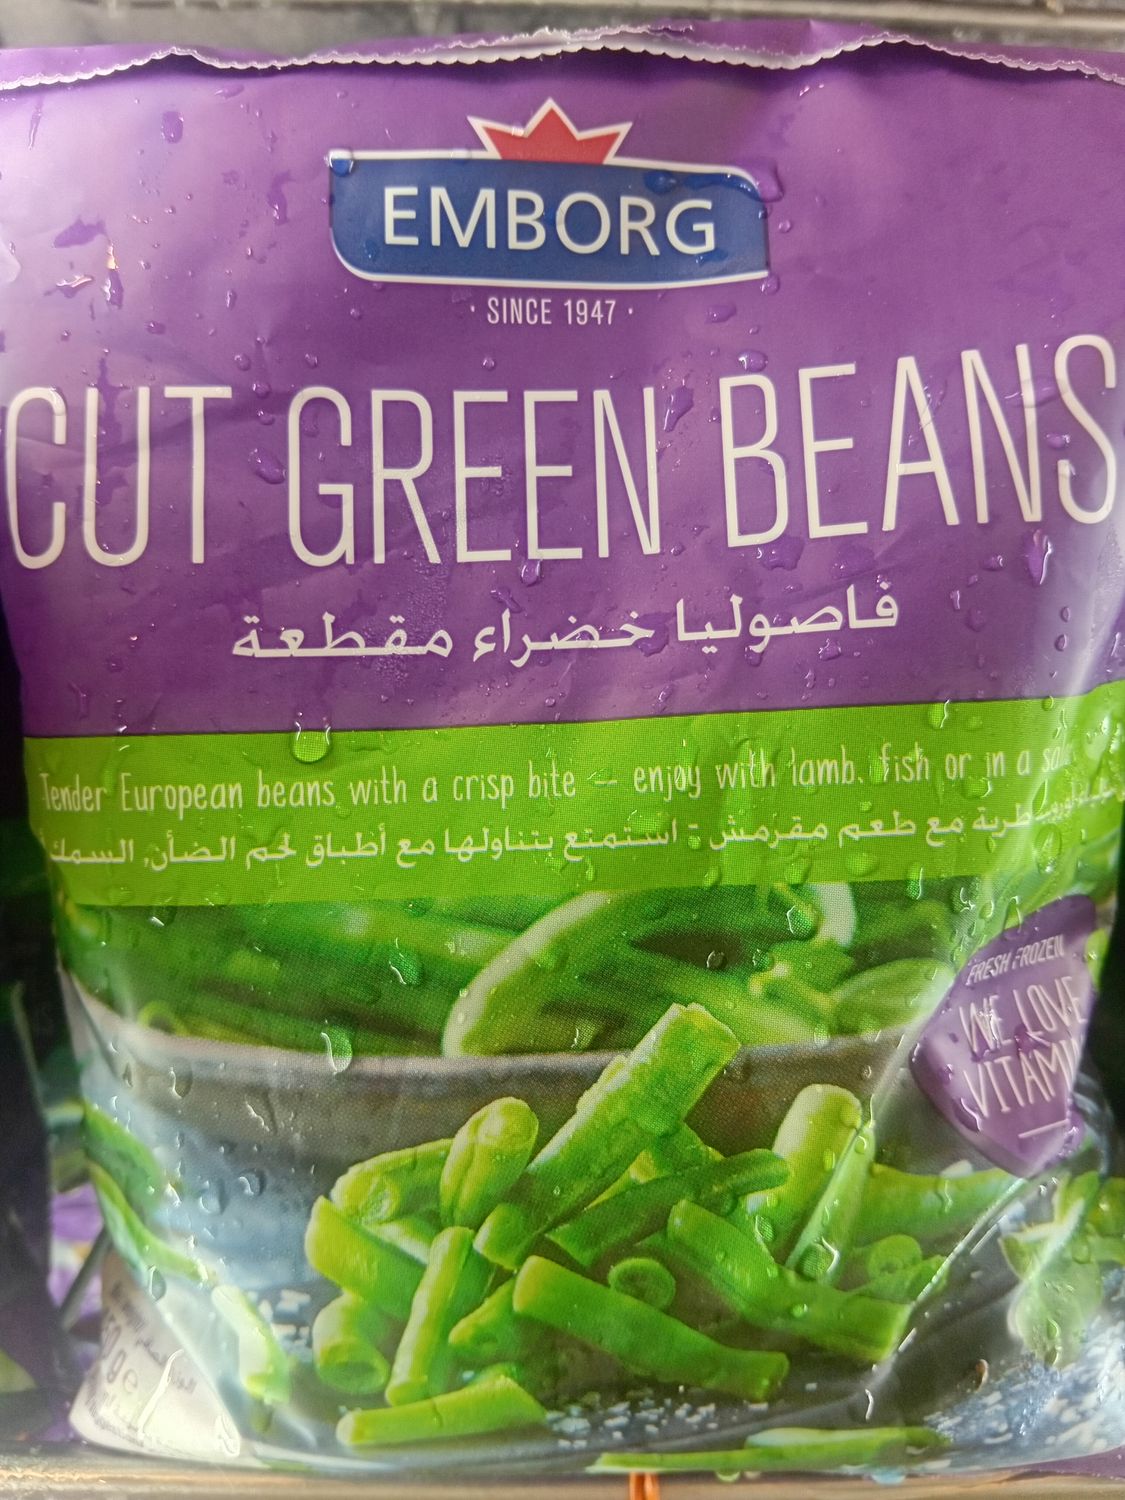 EMBORG
· SINCE 1947 ·
CUT GREEN BEANS
فاصوليا خضراء مقطعة
Tender European beans with a crisp bite – enjoy with lamb, fish or in a
طرية مع طعم مقرمش - استمتع بتناولها مع أطباق لحم الضأن, السمك
FRESH FROZEN
WE LOVE
g e